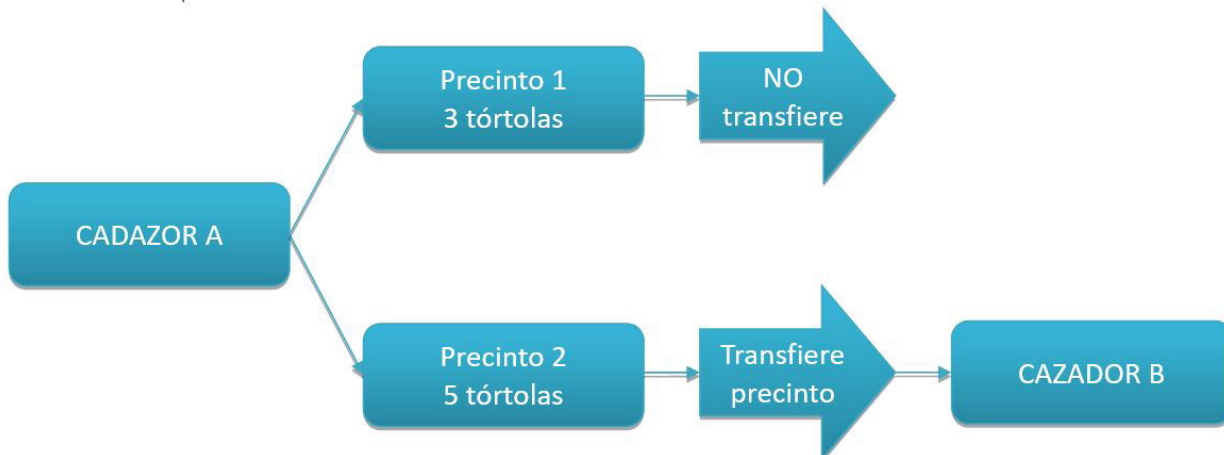 Precinto 1
3 tórtolas
NO
transfiere
CADAZOR A
Precinto 2
5 tórtolas
Transfiere
precinto
CAZADOR B